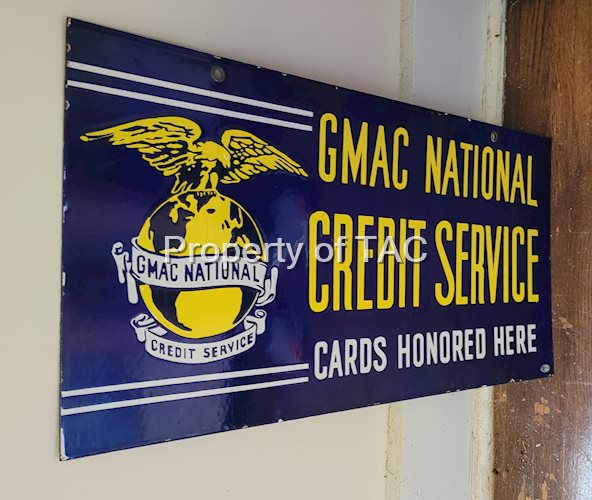 GMAC NATIONAL
CREDIT SERVICE
CARDS HONORED HERE
GMAC NATIONAL
CREDIT SERVICE
Property of TAC